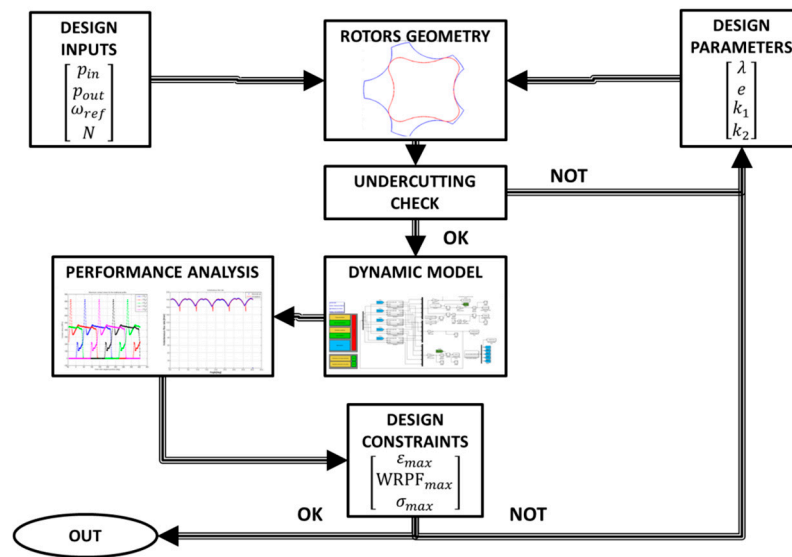 DESIGN
INPUTS
p_in
p_out
ω_ref
N
ROTORS GEOMETRY
DESIGN
PARAMETERS
λ
e
k_1
k_2
UNDERCUTTING
CHECK
NOT
OK
PERFORMANCE ANALYSIS
DYNAMIC MODEL
DESIGN
CONSTRAINTS
ε_max
WRPF_max
σ_max
OK
NOT
OUT